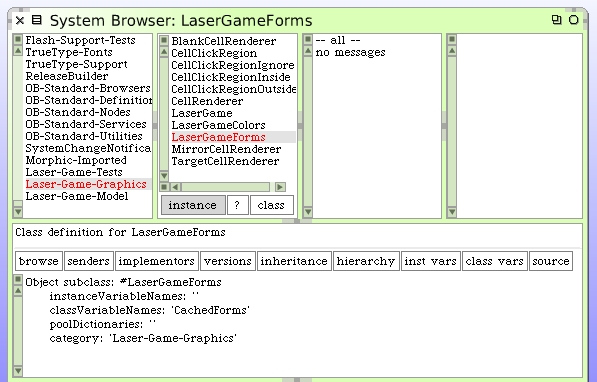 System Browser: LaserGameForms
Flash-Support-Tests
TrueType-Fonts
TrueType-Support
ReleaseBuilder
OB-Standard-Browsers
OB-Standard-Definition
OB-Standard-Nodes
OB-Standard-Services
OB-Standard-Utilities
SystemChangeNotifica
Morphic-Imported
Laser-Game-Tests
Laser-Game-Graphics
Laser-Game-Model
BlankCellRenderer
CellClickRegion
CellClickRegionIgnore
CellClickRegionInside
CellClickRegionOutside
CellRenderer
LaserGame
LaserGameColors
LaserGameForms
MirrorCellRenderer
TargetCellRenderer
instance ? class
-- all --
no messages
Class definition for LaserGameForms
browse senders implementors versions inheritance hierarchy inst vars class vars source
Object subclass: #LaserGameForms
instanceVariableNames: ''
classVariableNames: 'CachedForms'
poolDictionaries: ''
category: 'Laser-Game-Graphics'